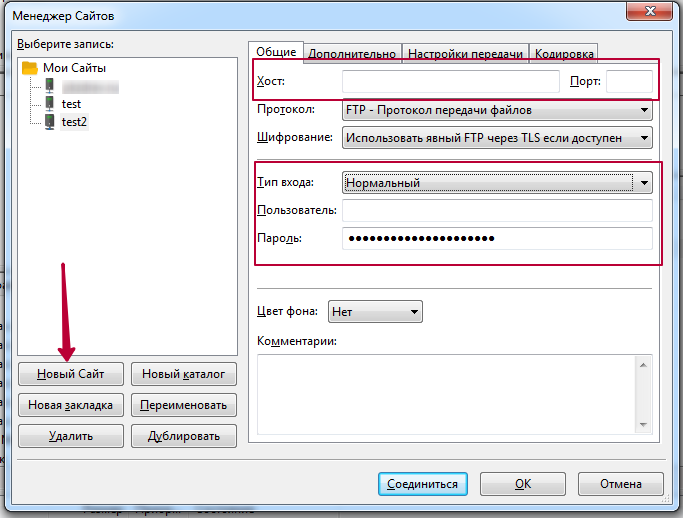 Менеджер Сайтов
Выберите запись:
Мои Сайты
test
test2
Новый Сайт Новый каталог
Новая закладка Переименовать
Удалить Дублировать
Общие Дополнительно Настройки передачи Кодировка
Хост: Порт:
Протокол: FTP - Протокол передачи файлов
Шифрование: Использовать явный FTP через TLS если доступен
Тип входа: Нормальный
Пользователь:
Пароль: ●●●●●●●●●●●●●●●●●●●●●
Цвет фона: Нет
Комментарии:
Соединиться OK Отмена